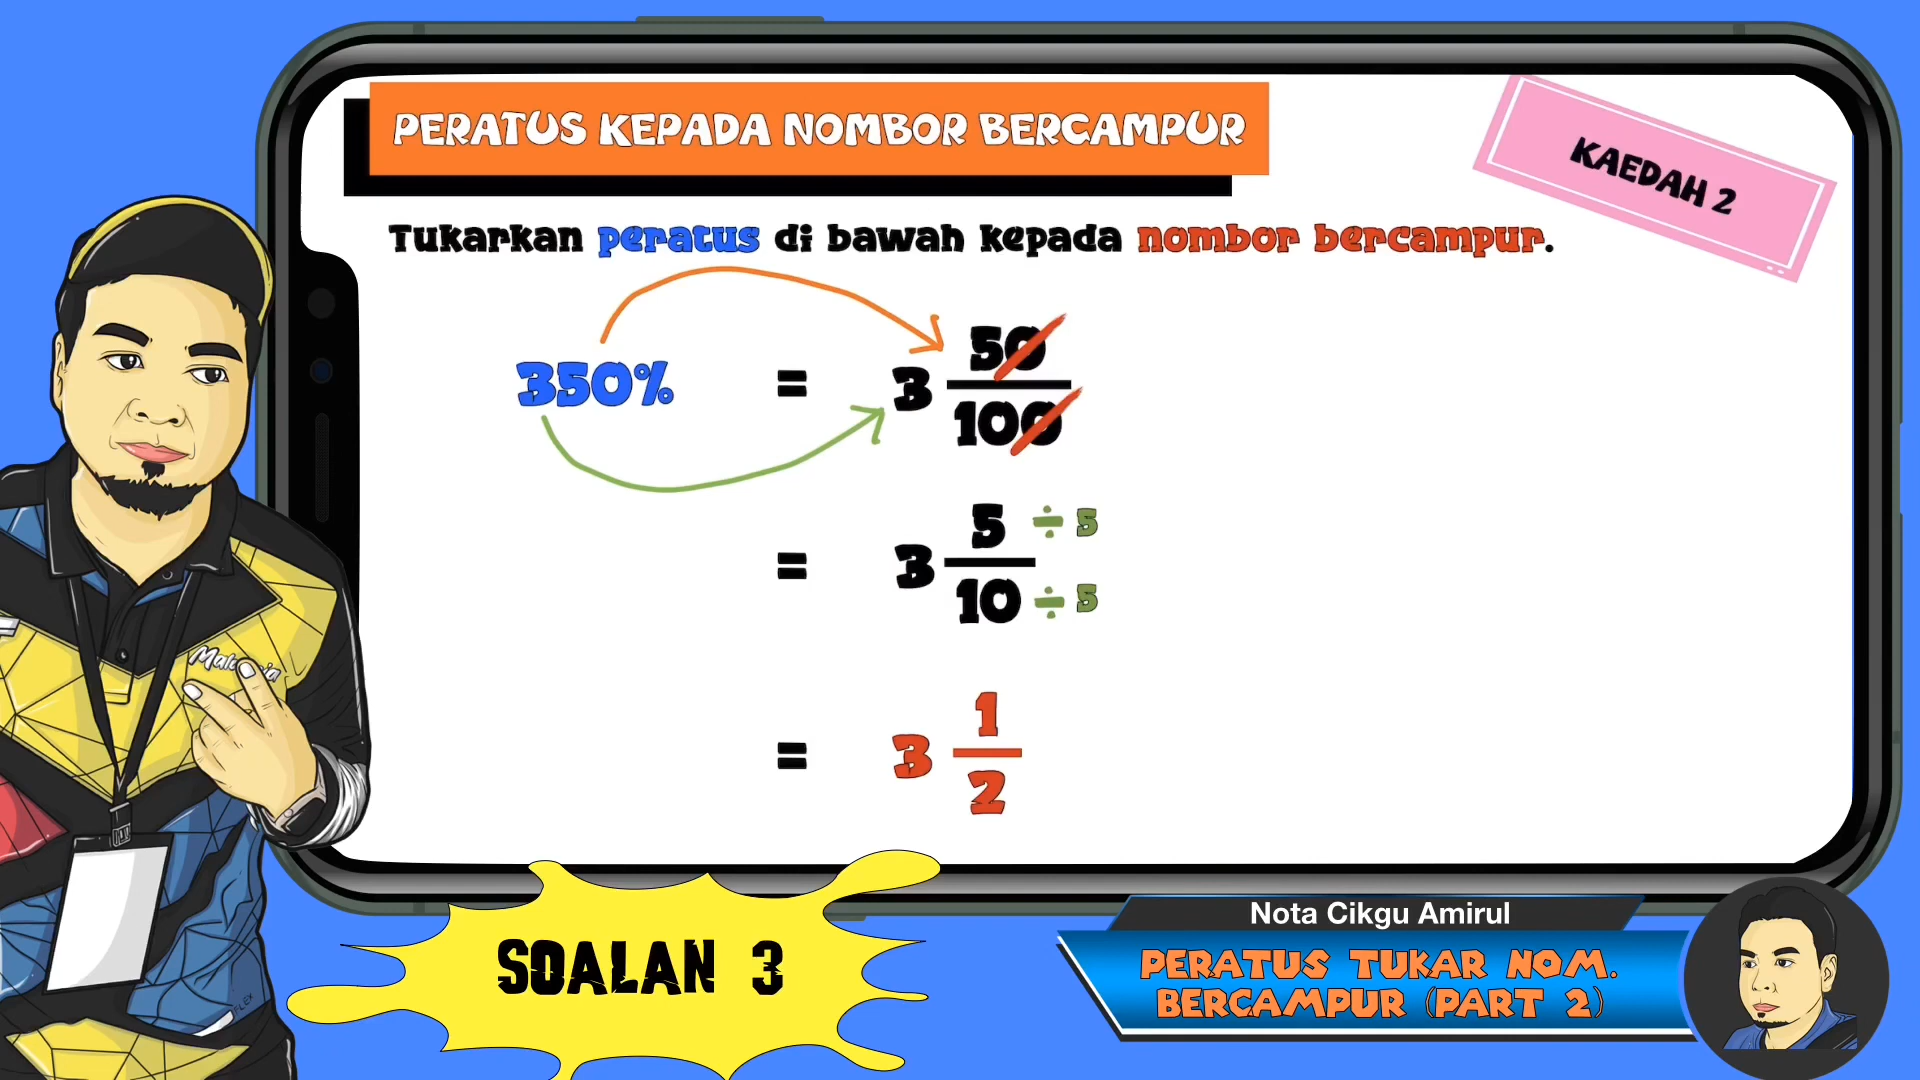 PERATUS KEPADA NOMBOR BERCAMPUR
KAEDAH 2
Tukarkan peratus di bawah kepada nombor bercampur.
350% = 3 50/100
= 3 5/10 ÷ 5 ÷ 5
= 3 1/2
SOALAN 3
Nota Cikgu Amirul
PERATUS TUKAR NOM.
BERCAMPUR (PART 2)